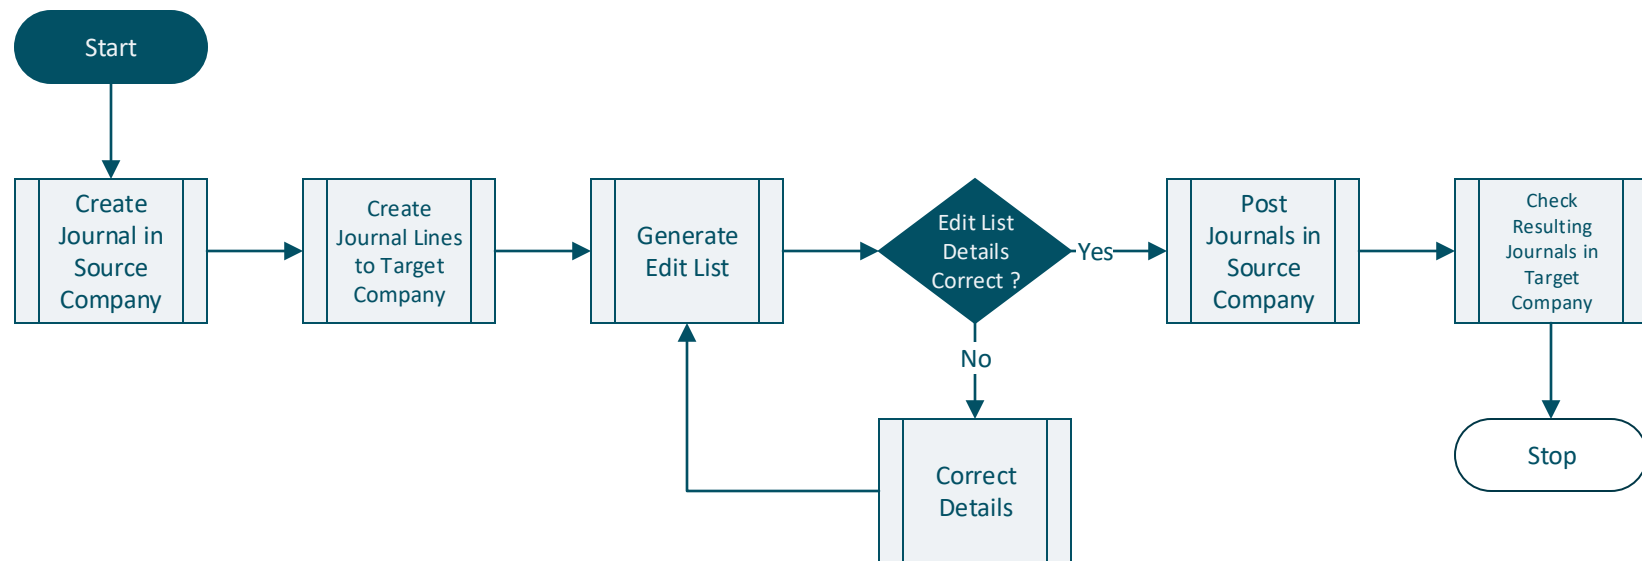 Start
Create
Journal in
Source
Company
Create
Journal Lines
to Target
Company
Generate
Edit List
Edit List
Details
Correct ?
Yes
Post
Journals in
Source
Company
Check
Resulting
Journals in
Target
Company
No
Correct
Details
Stop